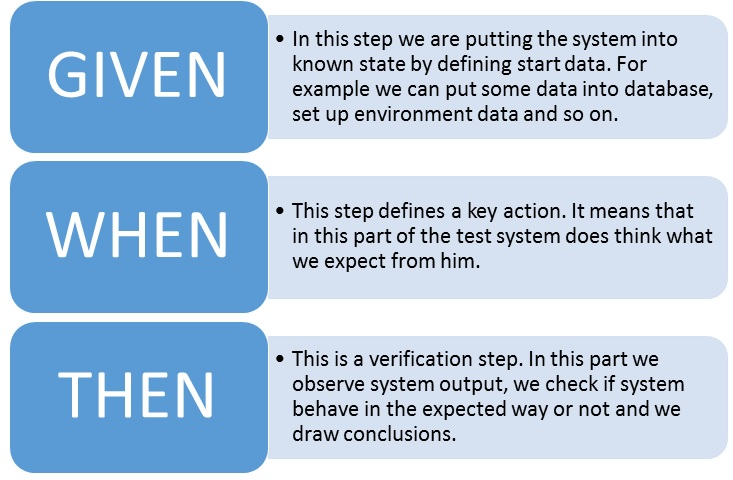 GIVEN
• In this step we are putting the system into
known state by defining start data. For
example we can put some data into database,
set up environment data and so on.
WHEN
• This step defines a key action. It means that
in this part of the test system does think what
we expect from him.
THEN
• This is a verification step. In this part we
observe system output, we check if system
behave in the expected way or not and we
draw conclusions.